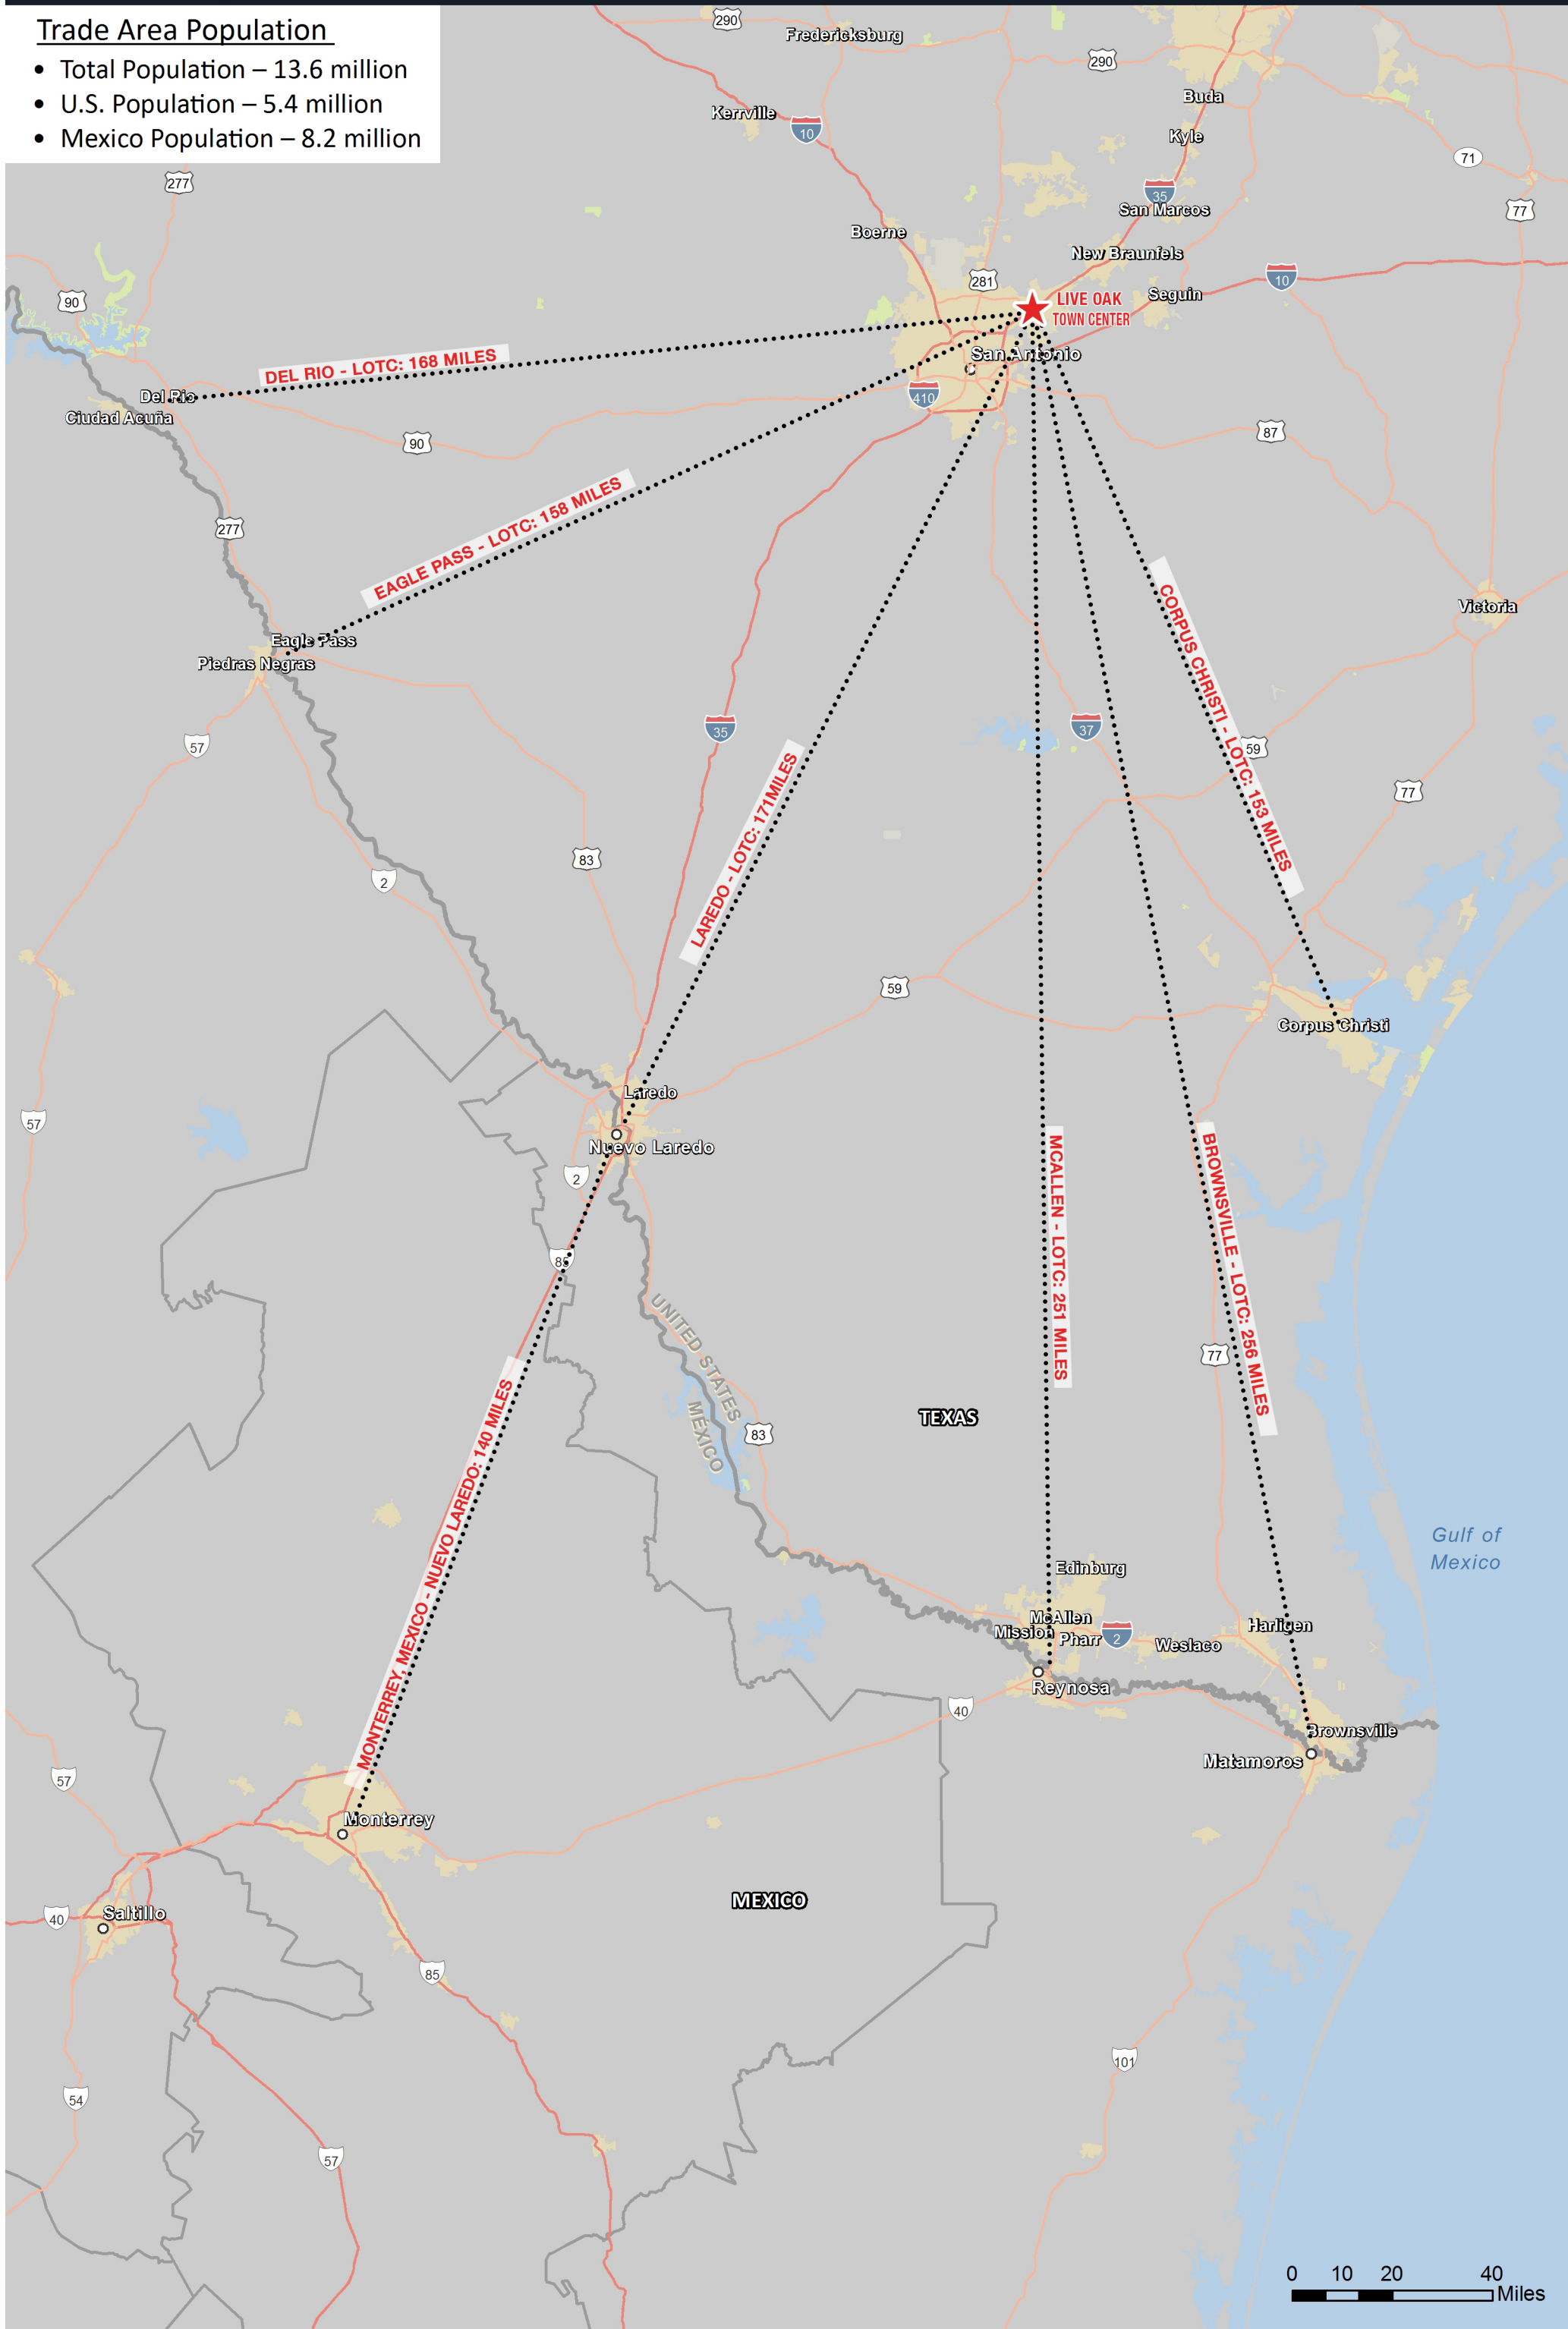 Trade Area Population
• Total Population – 13.6 million
• U.S. Population – 5.4 million
• Mexico Population – 8.2 million
290
Fredericksburg
290
Buda
Kerrville
10
Kyle
71
277
35
San Marcos
77
Boerne
New Braunfels
281
10
90
Seguin
LIVE OAK
TOWN CENTER
San Antonio
DEL RIO - LOTC: 168 MILES
Del Rio
410
Ciudad Acuña
90
87
EAGLE PASS - LOTC: 158 MILES
277
CORPUS CHRISTI - LOTC: 153 MILES
Victoria
Eagle Pass
Piedras Negras
57
35
37
59
77
LAREDO - LOTC: 171MILES
83
2
59
Corpus Christi
57
Laredo
Nuevo Laredo
2
MCALLEN - LOTC: 251 MILES
BROWNSVILLE - LOTC: 256 MILES
85
UNITED STATES
MÉXICO
77
TEXAS
83
MONTERREY, MEXICO - NUEVO LAREDO: 140 MILES
Gulf of
Mexico
Edinburg
McAllen
Mission
Pharr
2
Weslaco
Harligen
Reynosa
40
Brownsville
Matamoros
57
Monterrey
MEXICO
Saltillo
40
85
101
54
57
0 10 20 40
Miles